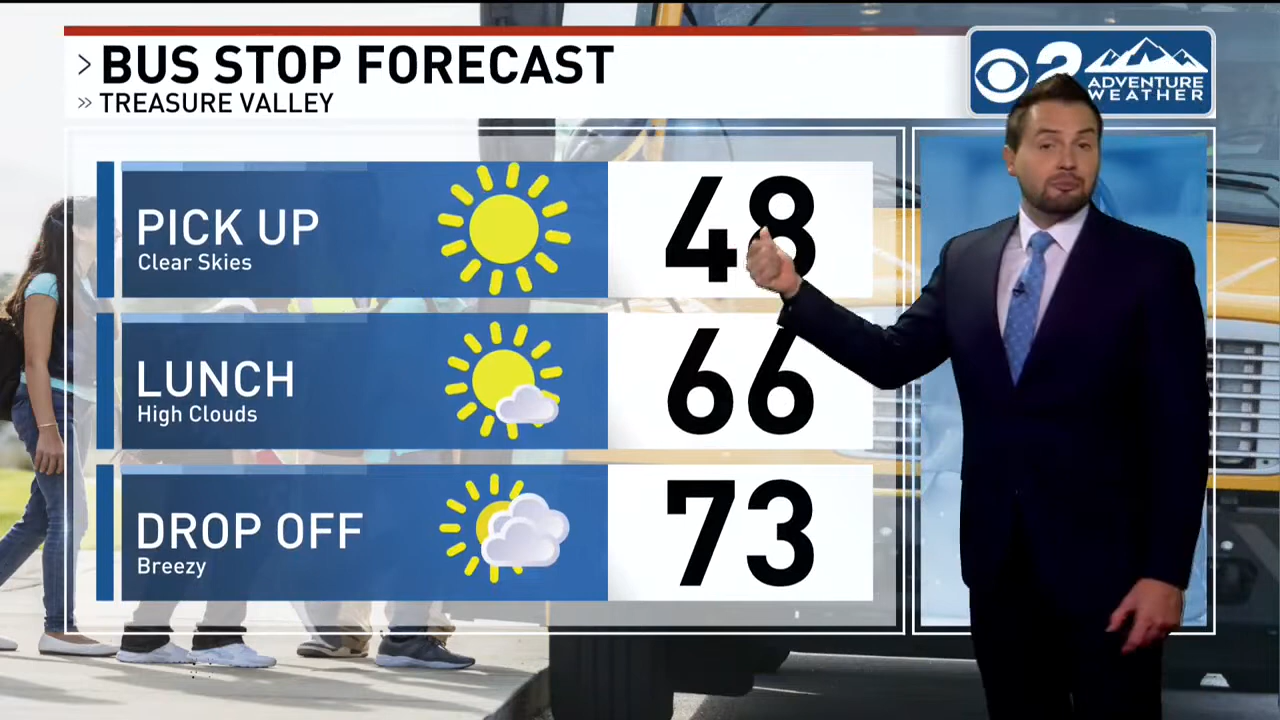 > BUS STOP FORECAST
» TREASURE VALLEY
2
ADVENTURE
WEATHER
PICK UP
Clear Skies
48
LUNCH
High Clouds
66
DROP OFF
Breezy
73